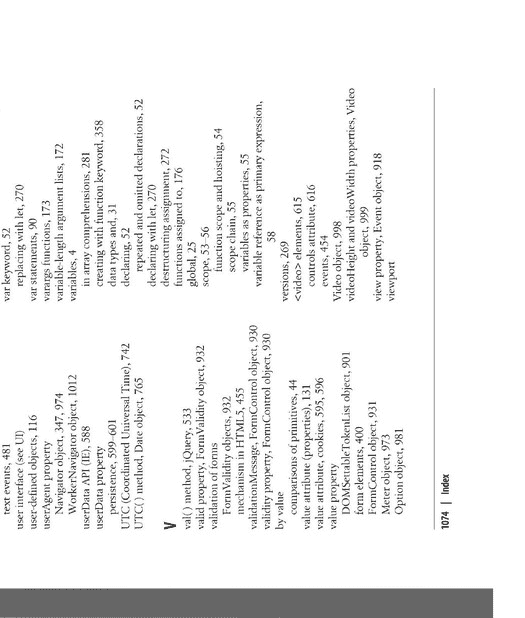 text events, 481
user interface (see UI)
user-defined objects, 116
userAgent property
Navigator object, 347, 974
WorkerNavigator object, 1012
userData API (IE), 588
userData property
persistence, 599–601
UTC (Coordinated Universal Time), 742
UTC( ) method, Date object, 765
V
val( ) method, jQuery, 533
valid property, FormValidity object, 932
validation of forms
FormValidity objects, 932
mechanism in HTML5, 455
validationMessage, FormControl object, 930
validity property, FormControl object, 930
by value
comparisons of primitives, 44
value attribute (properties), 131
value attribute, cookies, 595, 596
value property
DOMSettableTokenList object, 901
form elements, 400
FormControl object, 931
Meter object, 973
Option object, 981
var keyword, 52
replacing with let, 270
var statements, 90
varargs functions, 173
variable-length argument lists, 172
variables, 4
in array comprehensions, 281
creating with function keyword, 358
data types and, 31
declaring, 52
repeated and omitted declarations, 52
declaring with let, 270
destructuring assignment, 272
functions assigned to, 176
global, 25
scope, 53–56
function scope and hoisting, 54
scope chain, 55
variables as properties, 55
variable reference as primary expression,
58
versions, 269
<video> elements, 615
controls attribute, 616
events, 454
Video object, 998
videoHeight and videoWidth properties, Video
object, 999
view property, Event object, 918
viewport
1074 | Index